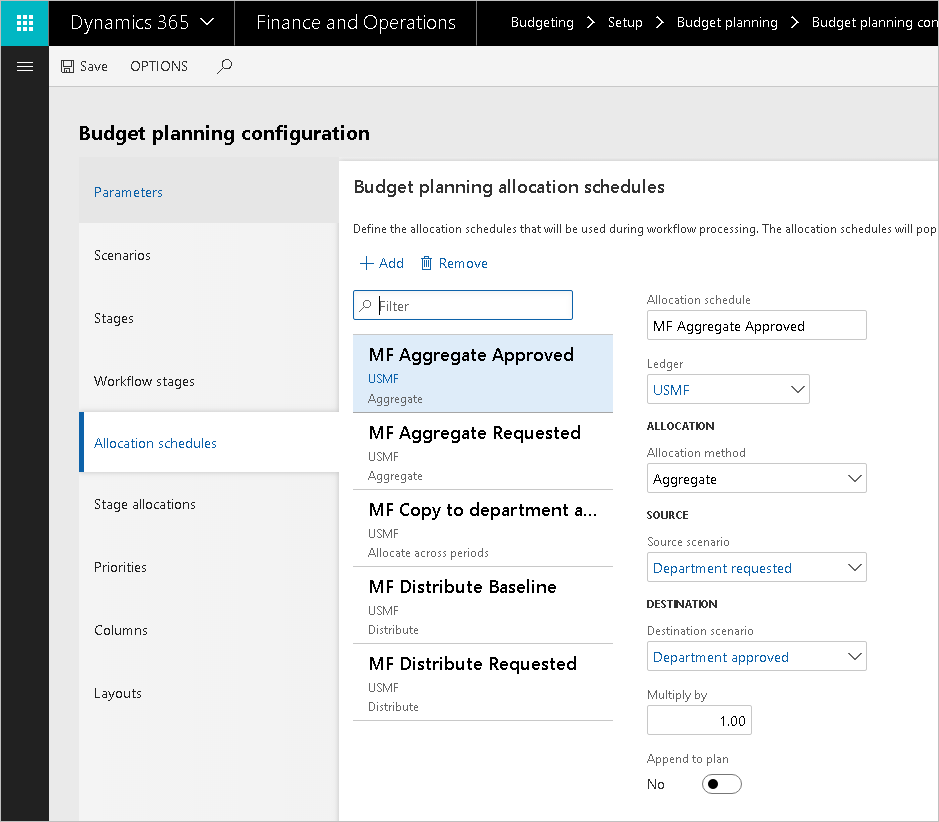 Dynamics 365
Finance and Operations
Budgeting > Setup > Budget planning > Budget planning con
Save OPTIONS
Budget planning configuration
Parameters
Scenarios
Stages
Workflow stages
Allocation schedules
Stage allocations
Priorities
Columns
Layouts
Budget planning allocation schedules
Define the allocation schedules that will be used during workflow processing. The allocation schedules will pop
Add Remove
Filter
MF Aggregate Approved
USMF
Aggregate
MF Aggregate Requested
USMF
Aggregate
MF Copy to department a...
USMF
Allocate across periods
MF Distribute Baseline
USMF
Distribute
MF Distribute Requested
USMF
Distribute
Allocation schedule
MF Aggregate Approved
Ledger
USMF
ALLOCATION
Allocation method
Aggregate
SOURCE
Source scenario
Department requested
DESTINATION
Destination scenario
Department approved
Multiply by
1.00
Append to plan
No